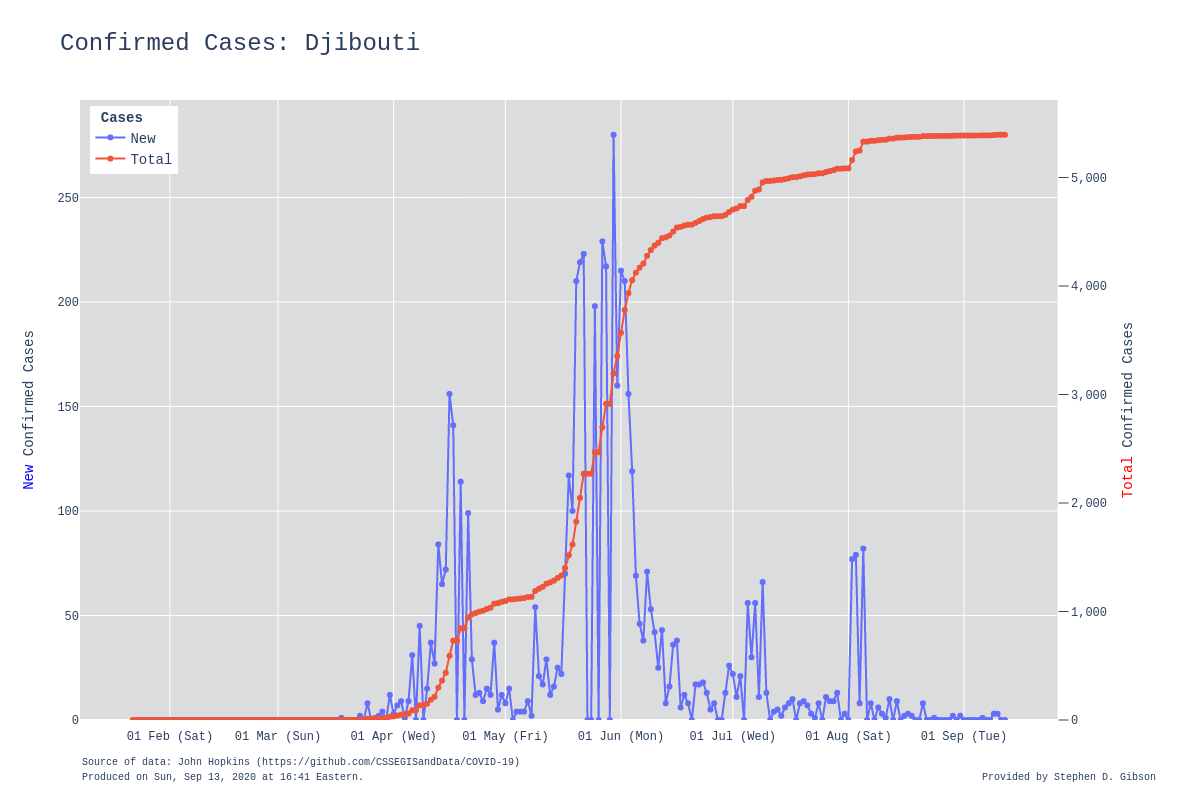 Confirmed Cases: Djibouti
Cases
New
Total
250
200
150
100
50
0
5,000
4,000
3,000
2,000
1,000
0
New Confirmed Cases
Total Confirmed Cases
01 Feb (Sat) 01 Mar (Sun) 01 Apr (Wed) 01 May (Fri) 01 Jun (Mon) 01 Jul (Wed) 01 Aug (Sat) 01 Sep (Tue)
Source of data: John Hopkins (https://github.com/CSSEGISandData/COVID-19)
Produced on Sun, Sep 13, 2020 at 16:41 Eastern.
Provided by Stephen D. Gibson